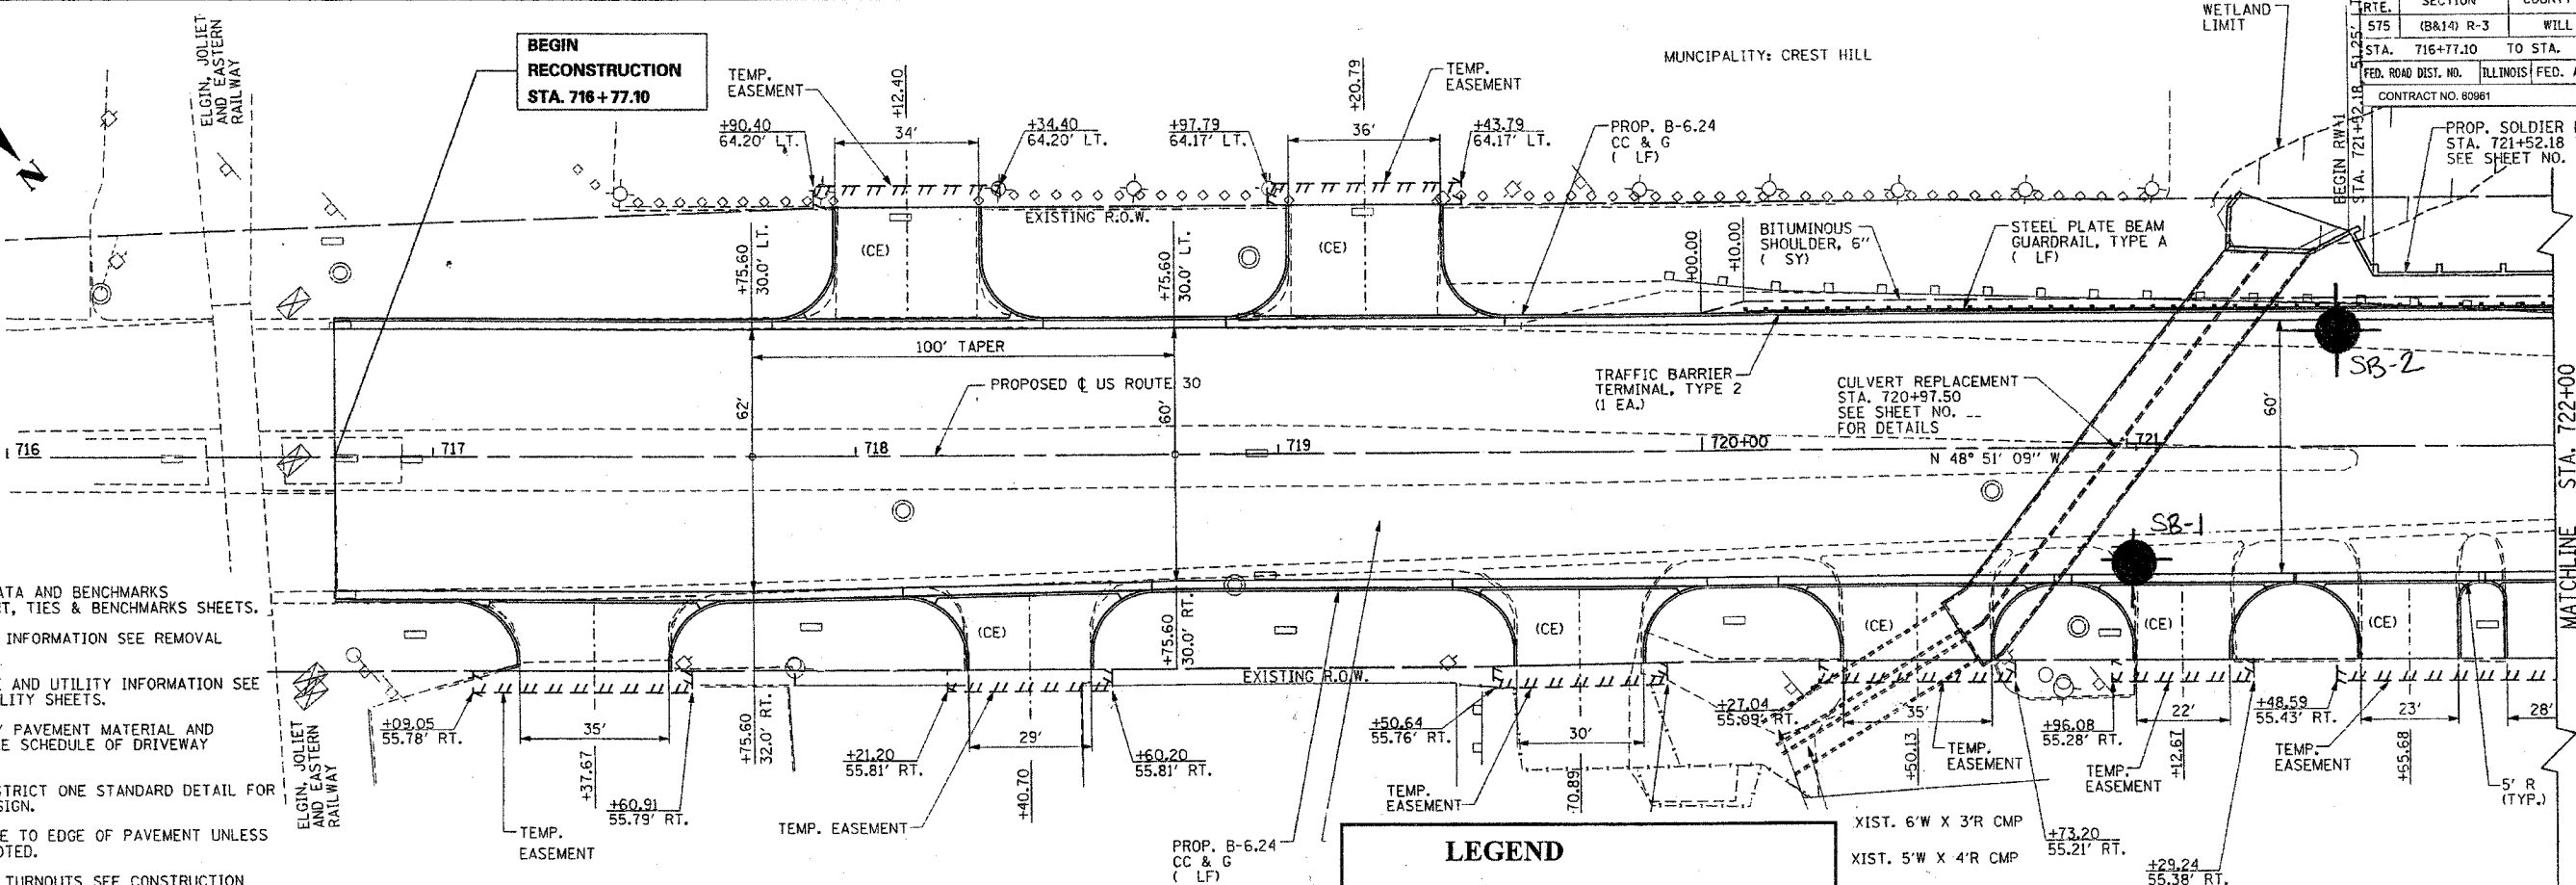 WETLAND
LIMIT
RTE.
SECTION
COUNTY
575
(B&14) R-3
WILL
STA. 716+77.10 TO STA.
FED. ROAD DIST. NO.
ILLINOIS
FED.
CONTRACT NO. 60961
MUNCIPALITY: CREST HILL
ELGIN, JOLIET
AND EASTERN
RAILWAY
N
BEGIN
RECONSTRUCTION
STA. 716+77.10
TEMP.
EASEMENT
+90.40
64.20' LT.
+12.40
34'
+34.40
64.20' LT.
+97.79
64.17' LT.
+20.79
36'
TEMP.
EASEMENT
+43.79
64.17' LT.
PROP. B-6.24
CC & G
( LF)
BEGIN RW#1
STA. 721+52.18 51.25'
PROP. SOLDIER
STA. 721+52.18
SEE SHEET NO.
EXISTING R.O.W.
(CE)
(CE)
+75.60
30.0' LT.
+75.60
30.0' LT.
+00.00
+10.00
BITUMINOUS
SHOULDER, 6"
( SY)
STEEL PLATE BEAM
GUARDRAIL, TYPE A
( LF)
100' TAPER
PROPOSED ℄ US ROUTE 30
62'
60'
TRAFFIC BARRIER
TERMINAL, TYPE 2
(1 EA.)
CULVERT REPLACEMENT
STA. 720+97.50
SEE SHEET NO. --
FOR DETAILS
60'
SB-2
716
717
718
719
720+00
721
N 48° 51' 09" W
MATCHLINE STA. 722+00
SB-1
ATA AND BENCHMARKS
T, TIES & BENCHMARKS SHEETS.
INFORMATION SEE REMOVAL
E AND UTILITY INFORMATION SEE
LITY SHEETS.
Y PAVEMENT MATERIAL AND
E SCHEDULE OF DRIVEWAY
STRICT ONE STANDARD DETAIL FOR
SIGN.
E TO EDGE OF PAVEMENT UNLESS
OTED.
TURNOUTS SEE CONSTRUCTION
ELGIN, JOLIET
AND EASTERN
RAILWAY
(CE)
(CE)
(CE)
(CE)
(CE)
+75.60
30.0' RT.
EXISTING R.O.W.
+09.05
55.78' RT.
35'
+37.67
+60.91
55.79' RT.
TEMP.
EASEMENT
+75.60
32.0' RT.
+21.20
55.81' RT.
29'
+40.70
+60.20
55.81' RT.
TEMP. EASEMENT
PROP. B-6.24
CC & G
( LF)
+50.64
55.76' RT.
30'
70.89
TEMP.
EASEMENT
+27.04
55.09' RT.
35'
+50.13
TEMP.
EASEMENT
+73.20
55.21' RT.
+96.08
55.28' RT.
22'
+12.67
TEMP.
EASEMENT
+29.24
55.38' RT.
+48.59
55.43' RT.
23'
+65.68
TEMP.
EASEMENT
28'
5' R
(TYP.)
XIST. 6'W X 3'R CMP
XIST. 5'W X 4'R CMP
LEGEND